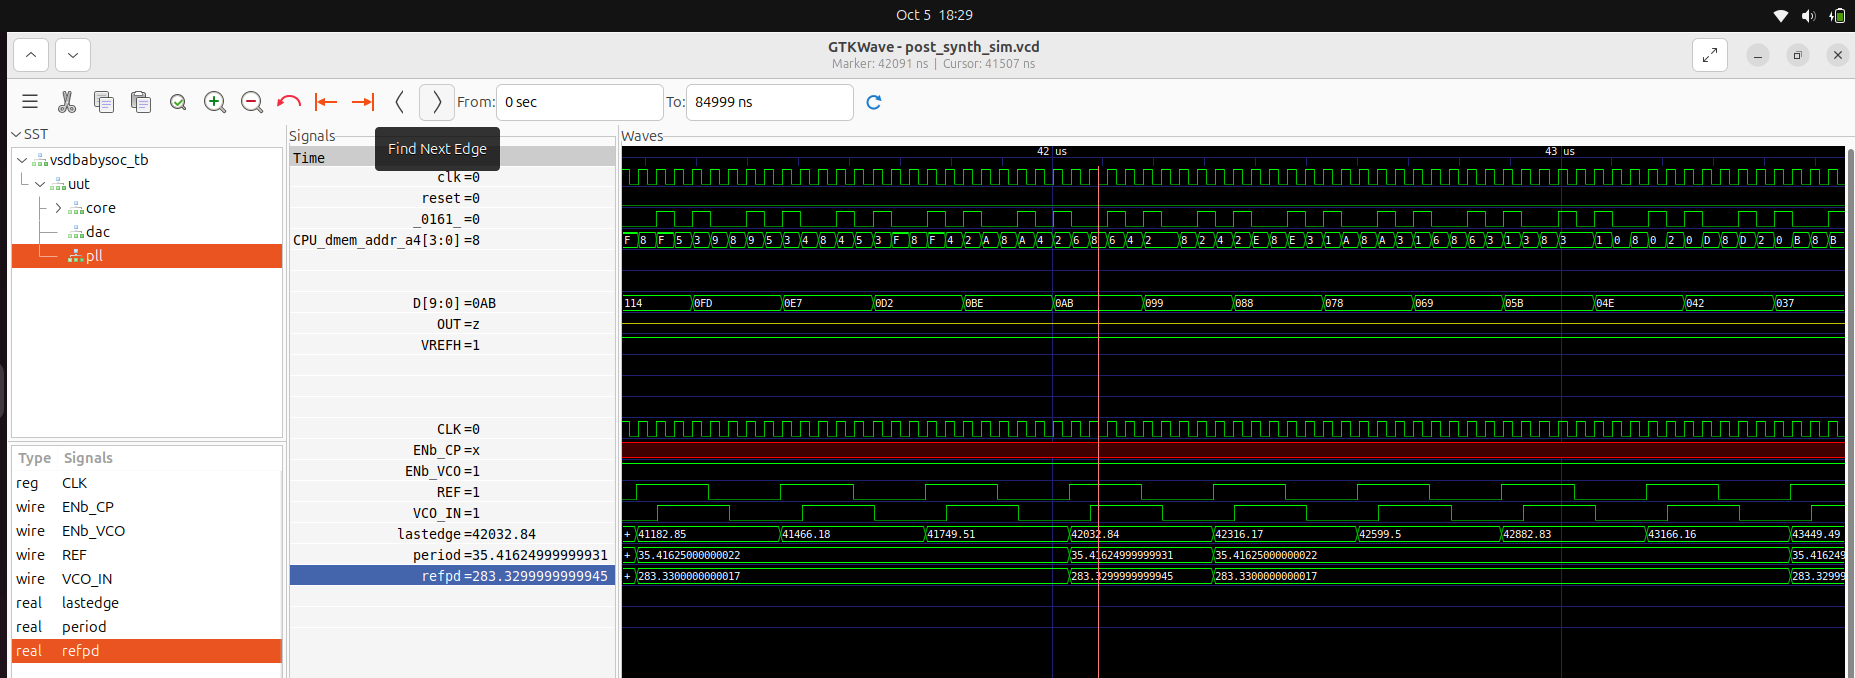 Oct 5 18:29
GTKWave - post_synth_sim.vcd
Marker: 42091 ns | Cursor: 41507 ns
From: 0 sec To: 84999 ns
SST
vsdbabysoc_tb
uut
core
dac
pll
Type Signals
reg CLK
wire ENb_CP
wire ENb_VCO
wire REF
wire VCO_IN
real lastedge
real period
real refpd
Signals
Find Next Edge
Time
clk=0
reset=0
_0161_=0
CPU_dmem_addr_a4[3:0]=8
D[9:0]=0AB
OUT=z
VREFH=1
CLK=0
ENb_CP=x
ENb_VCO=1
REF=1
VCO_IN=1
lastedge=42032.84
period=35.41624999999931
refpd=283.3299999999945
Waves
42 us 43 us
F 8 F 5 3 9 8 9 5 3 4 8 4 5 3 F 8 F 4 2 A 8 A 4 2 6 8 6 4 2 8 2 4 2 E 8 E 3 1 A 8 A 3 1 6 8 6 3 1 3 8 3 1 0 8 0 2 0 D 8 D 2 0 B 8 B
114 0FD 0E7 0D2 0BE 0AB 099 088 078 069 05B 04E 042 037
+ 41182.85 41466.18 41749.51 42032.84 42316.17 42599.5 42882.83 43166.16 43449.49
+ 35.41625000000022 35.41624999999931 35.41625000000022 35.416249
+ 283.3300000000017 283.3299999999945 283.3300000000017 283.32999